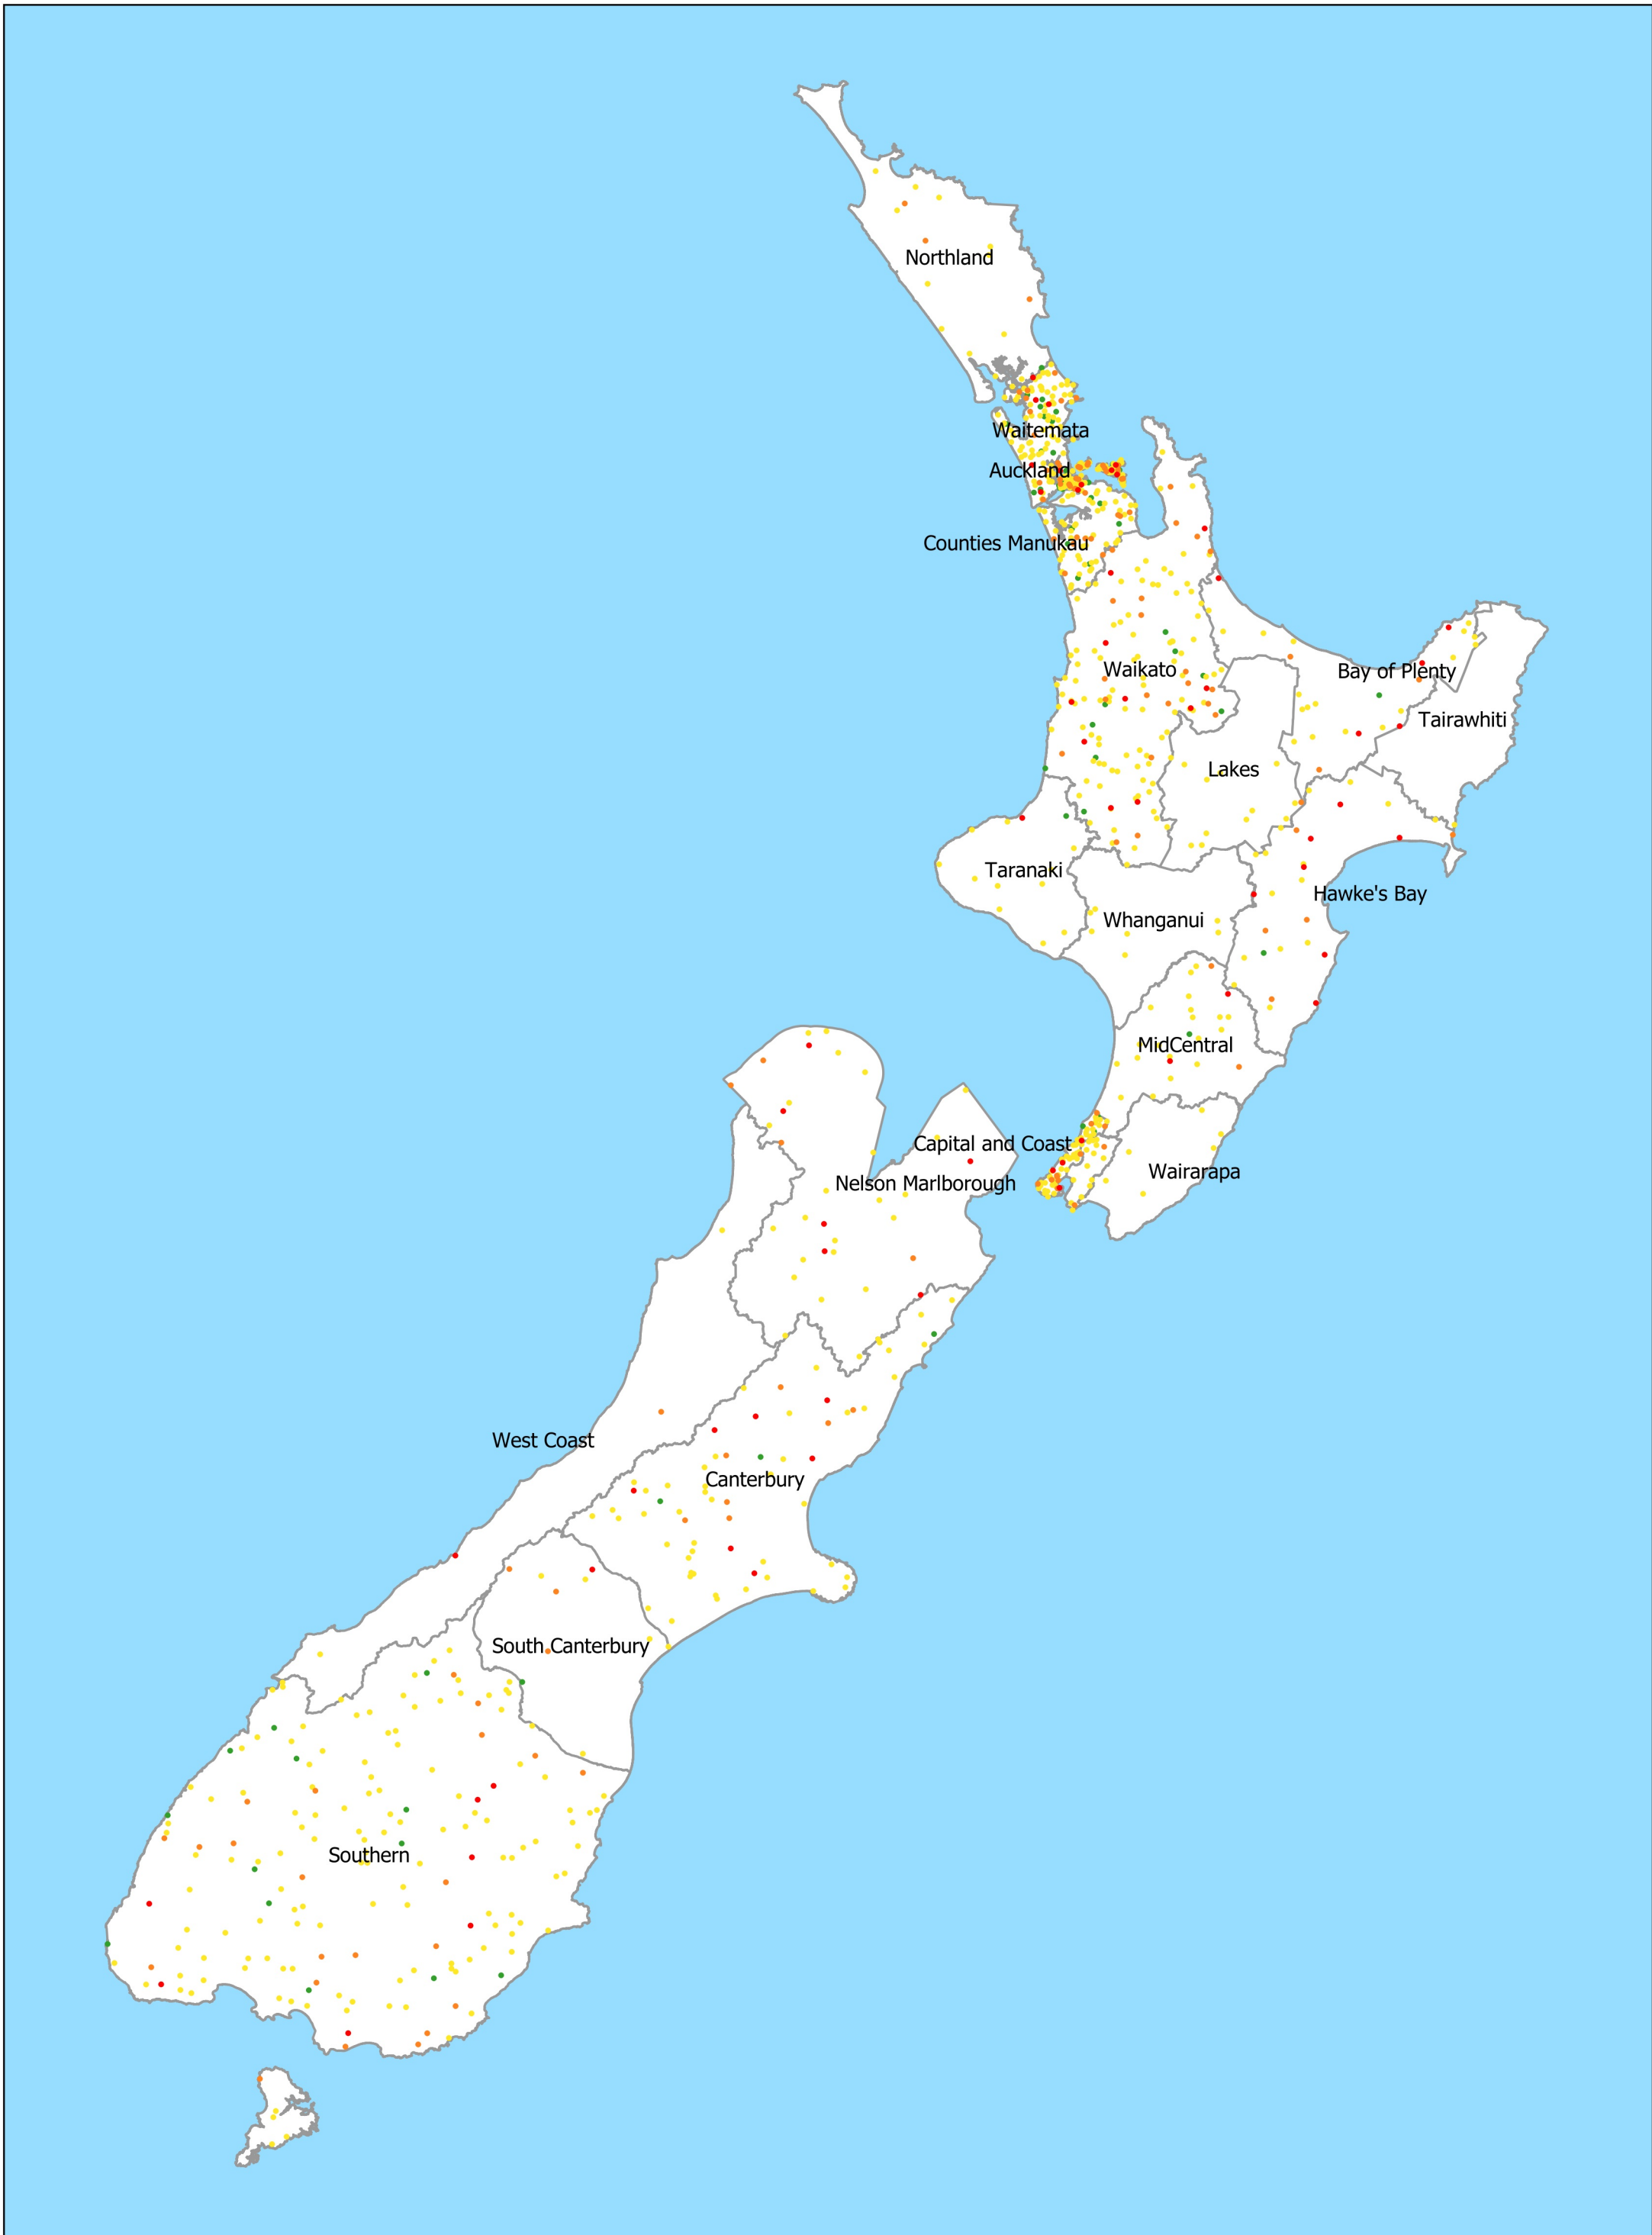 Northland
Waitemata
Auckland
Counties Manukau
Waikato
Bay of Plenty
Tairawhiti
Lakes
Taranaki
Hawke's Bay
Whanganui
MidCentral
Capital and Coast
Wairarapa
Nelson Marlborough
West Coast
Canterbury
South Canterbury
Southern